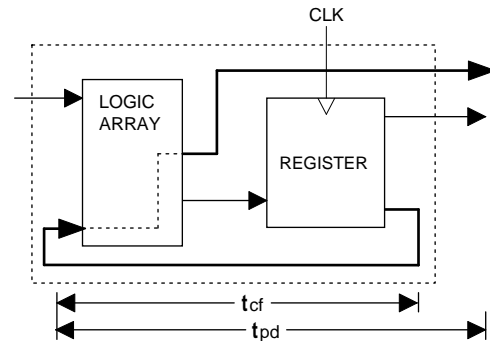 CLK
LOGIC
ARRAY
REGISTER
tcf
tpd